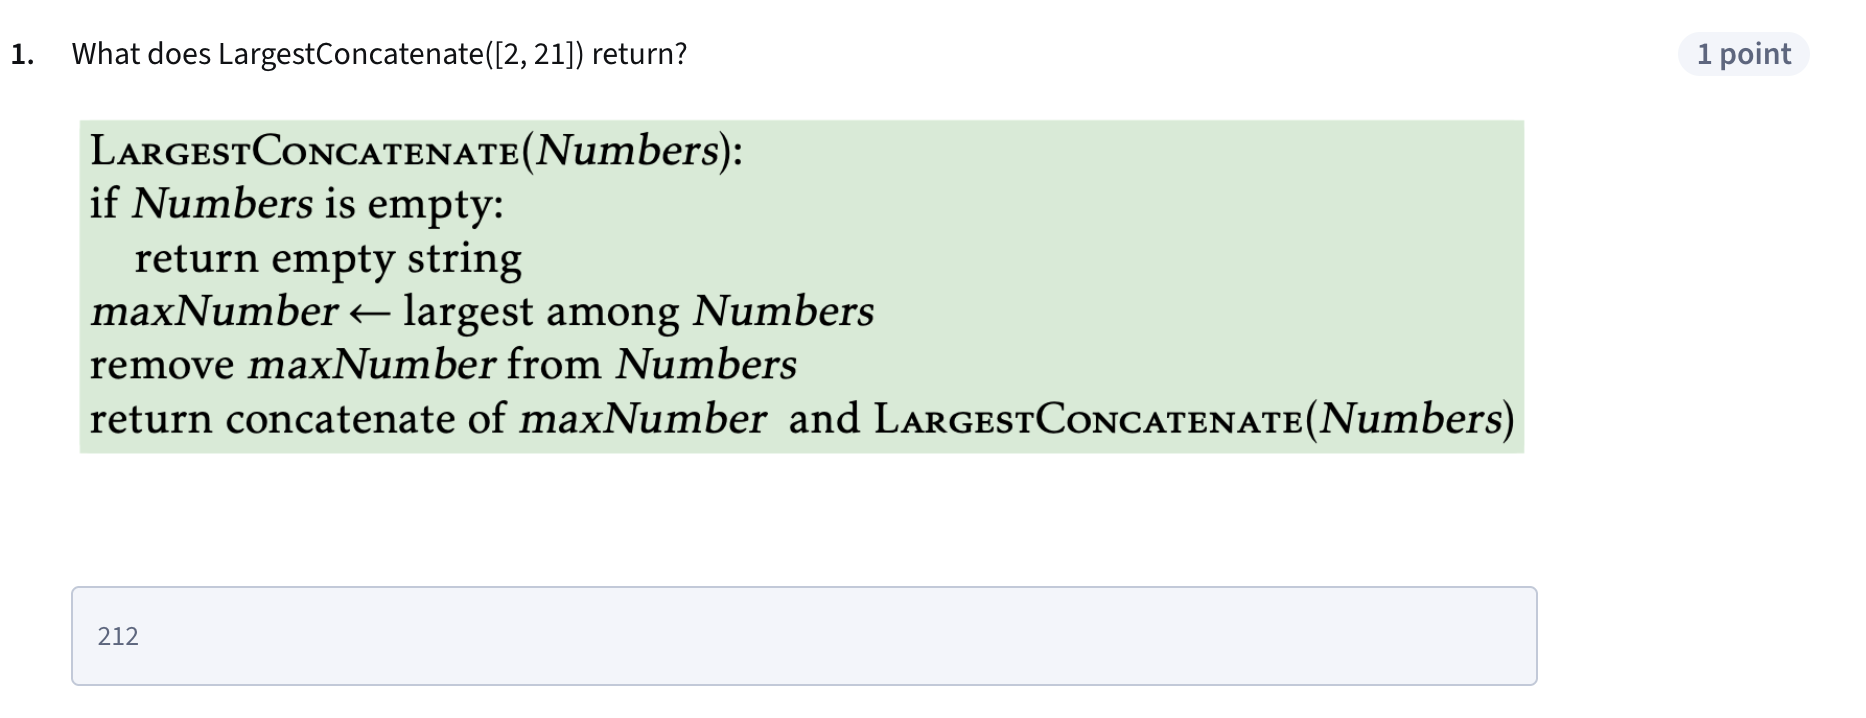 1. What does LargestConcatenate([2, 21]) return?
1 point
LARGESTCONCATENATE(Numbers):
if Numbers is empty:
return empty string
maxNumber ← largest among Numbers
remove maxNumber from Numbers
return concatenate of maxNumber and LARGESTCONCATENATE(Numbers)
212